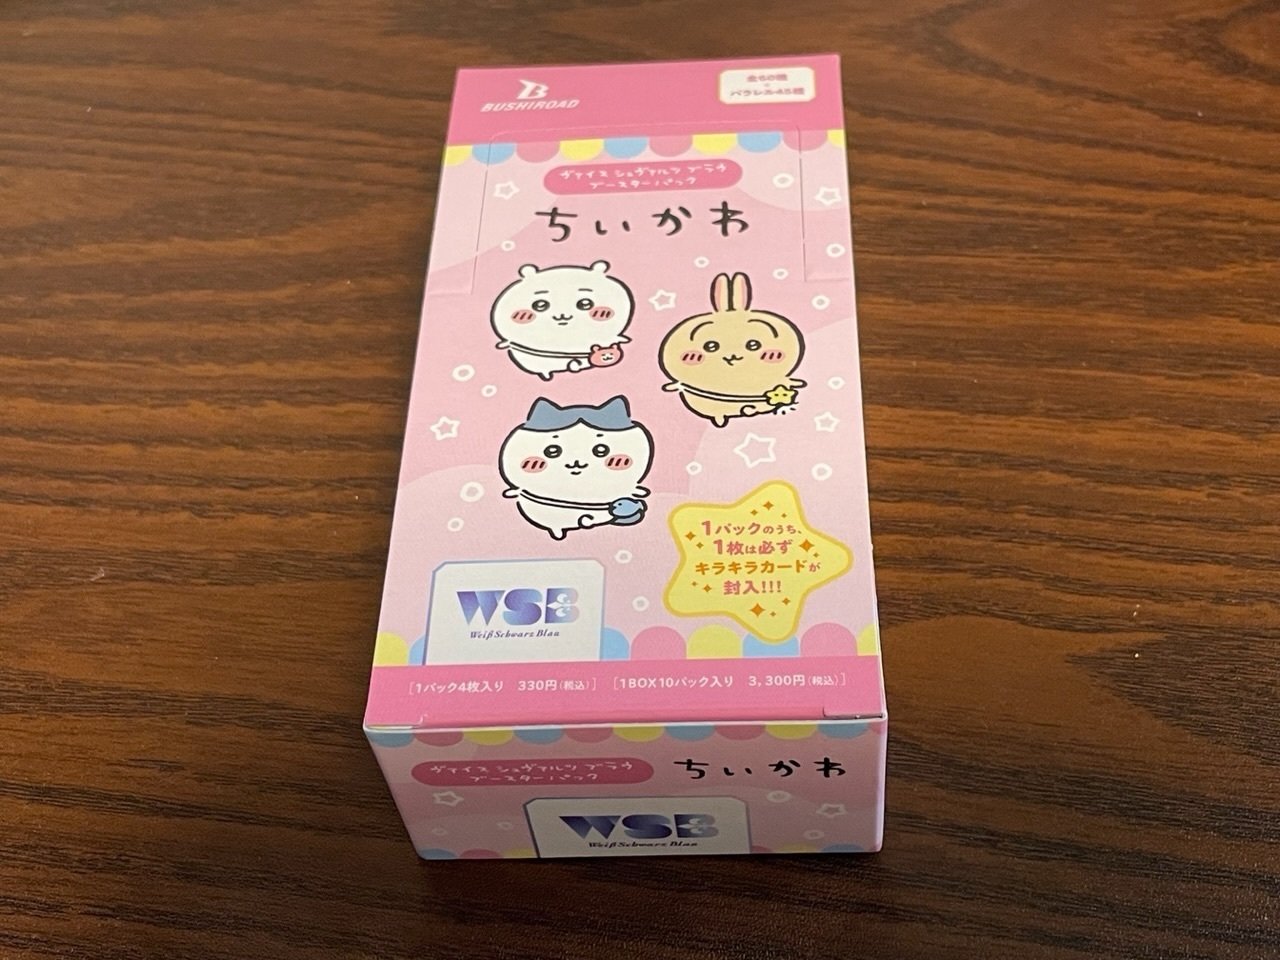 BUSHIROAD
全60種
+
パラレル45種
ヴァイス シュヴァルツ ブラウ
ブースターパック
ちいかわ
1パックのうち、
1枚は必ず
キラキラカードが
封入!!!
WSB
Weiß Schwarz Blau
[1パック4枚入り 330円(税込)] [1BOX10パック入り 3,300円(税込)]
ヴァイス シュヴァルツ ブラウ
ブースターパック
ちいかわ
WSB
Weiß Schwarz Blau